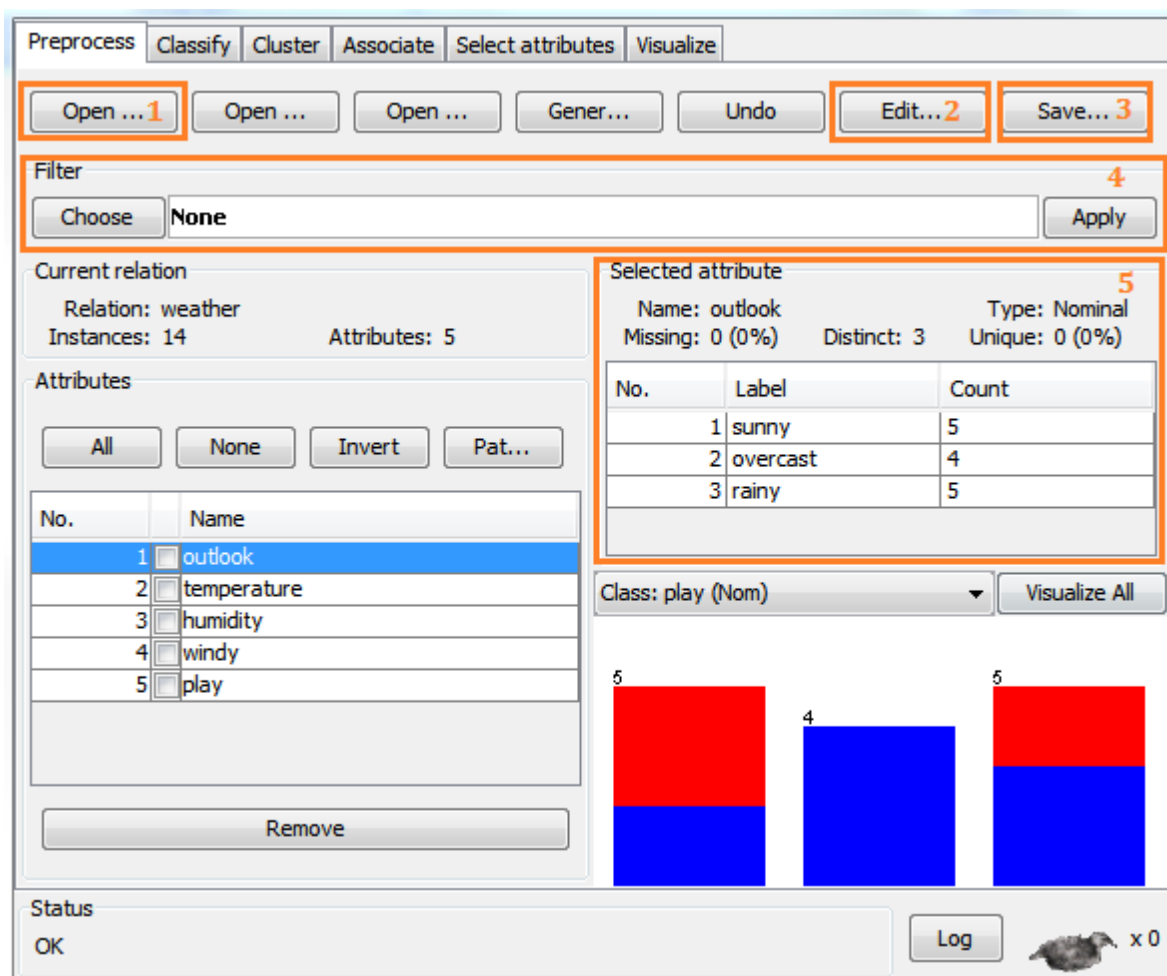 Preprocess Classify Cluster Associate Select attributes Visualize
Open ... 1 Open ... Open ... Gener... Undo Edit... 2 Save... 3
Filter 4
Choose None Apply
Current relation
Relation: weather
Instances: 14 Attributes: 5
Selected attribute 5
Name: outlook Type: Nominal
Missing: 0 (0%) Distinct: 3 Unique: 0 (0%)
No. Label Count
1 sunny 5
2 overcast 4
3 rainy 5
Attributes
All None Invert Pat...
No. Name
1 outlook
2 temperature
3 humidity
4 windy
5 play
Remove
Class: play (Nom) Visualize All
5 4 5
Status
OK
Log x 0